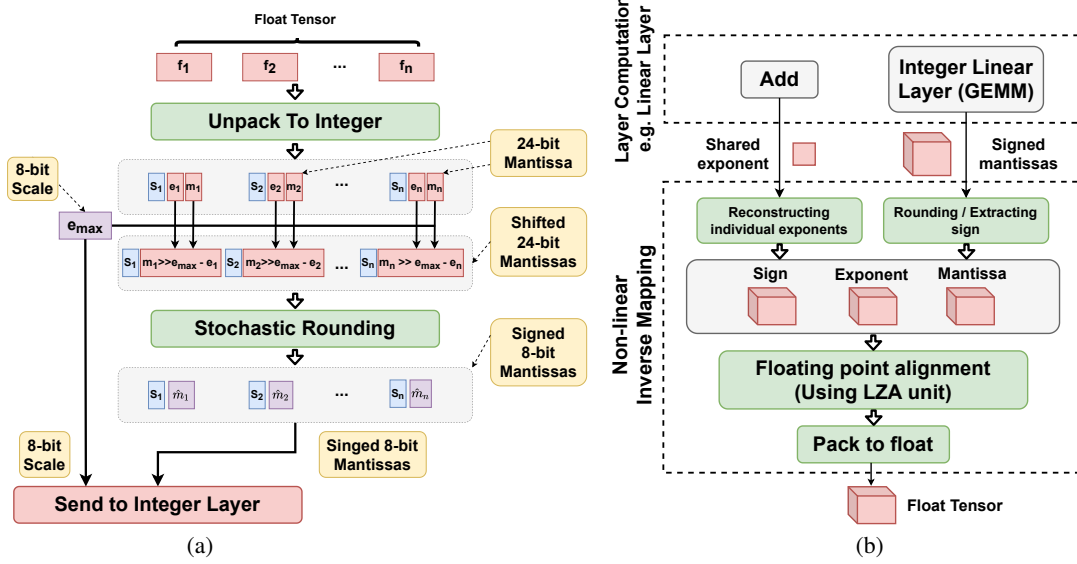 Float Tensor
f1 f2 ... fn
Unpack To Integer
24-bit
Mantissa
8-bit
Scale
S1 e1 m1 S2 e2 m2 ... Sn en mn
emax
Shifted
24-bit
Mantissas
S1 m1>>emax - e1 S2 m2>>emax - e2 ... Sn mn >> emax - en
Stochastic Rounding
Signed
8-bit
Mantissas
S1 m̂1 S2 m̂2 ... Sn m̂n
8-bit
Scale
Singed 8-bit
Mantissas
Send to Integer Layer
(a)
Layer Computation
e.g. Linear Layer
Add
Integer Linear
Layer (GEMM)
Shared
exponent
Signed
mantissas
Non-linear
Inverse Mapping
Reconstructing
individual exponents
Rounding / Extracting
sign
Sign Exponent Mantissa
Floating point alignment
(Using LZA unit)
Pack to float
Float Tensor
(b)